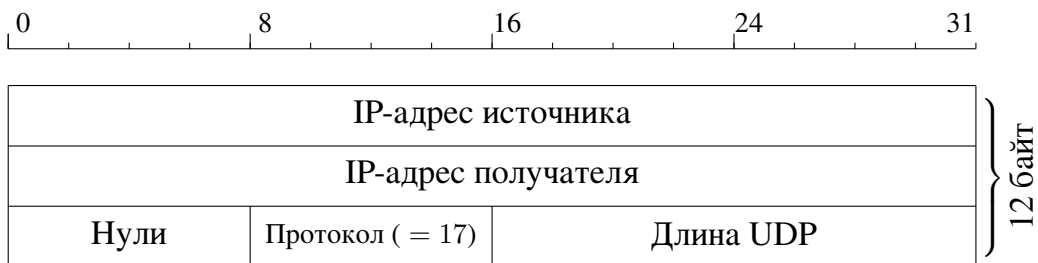 0 8 16 24 31
IP-адрес источника
IP-адрес получателя
Нули Протокол ( = 17) Длина UDP
12 байт